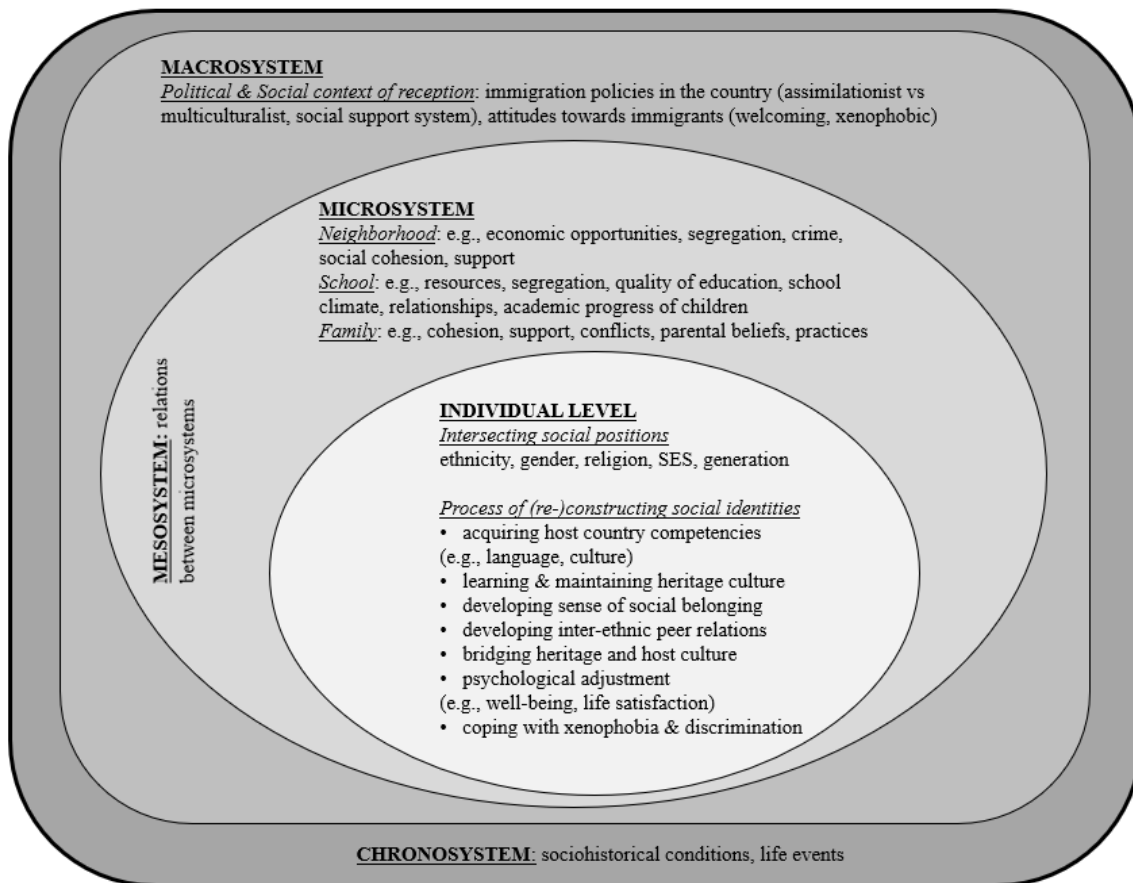 MACROSYSTEM
Political & Social context of reception: immigration policies in the country (assimilationist vs
multiculturalist, social support system), attitudes towards immigrants (welcoming, xenophobic)
MICROSYSTEM
Neighborhood: e.g., economic opportunities, segregation, crime,
social cohesion, support
School: e.g., resources, segregation, quality of education, school
climate, relationships, academic progress of children
Family: e.g., cohesion, support, conflicts, parental beliefs, practices
MESOSYSTEM: relations
between microsystems
INDIVIDUAL LEVEL
Intersecting social positions
ethnicity, gender, religion, SES, generation
Process of (re-)constructing social identities
• acquiring host country competencies
(e.g., language, culture)
• learning & maintaining heritage culture
• developing sense of social belonging
• developing inter-ethnic peer relations
• bridging heritage and host culture
• psychological adjustment
(e.g., well-being, life satisfaction)
• coping with xenophobia & discrimination
CHRONOSYSTEM: sociohistorical conditions, life events